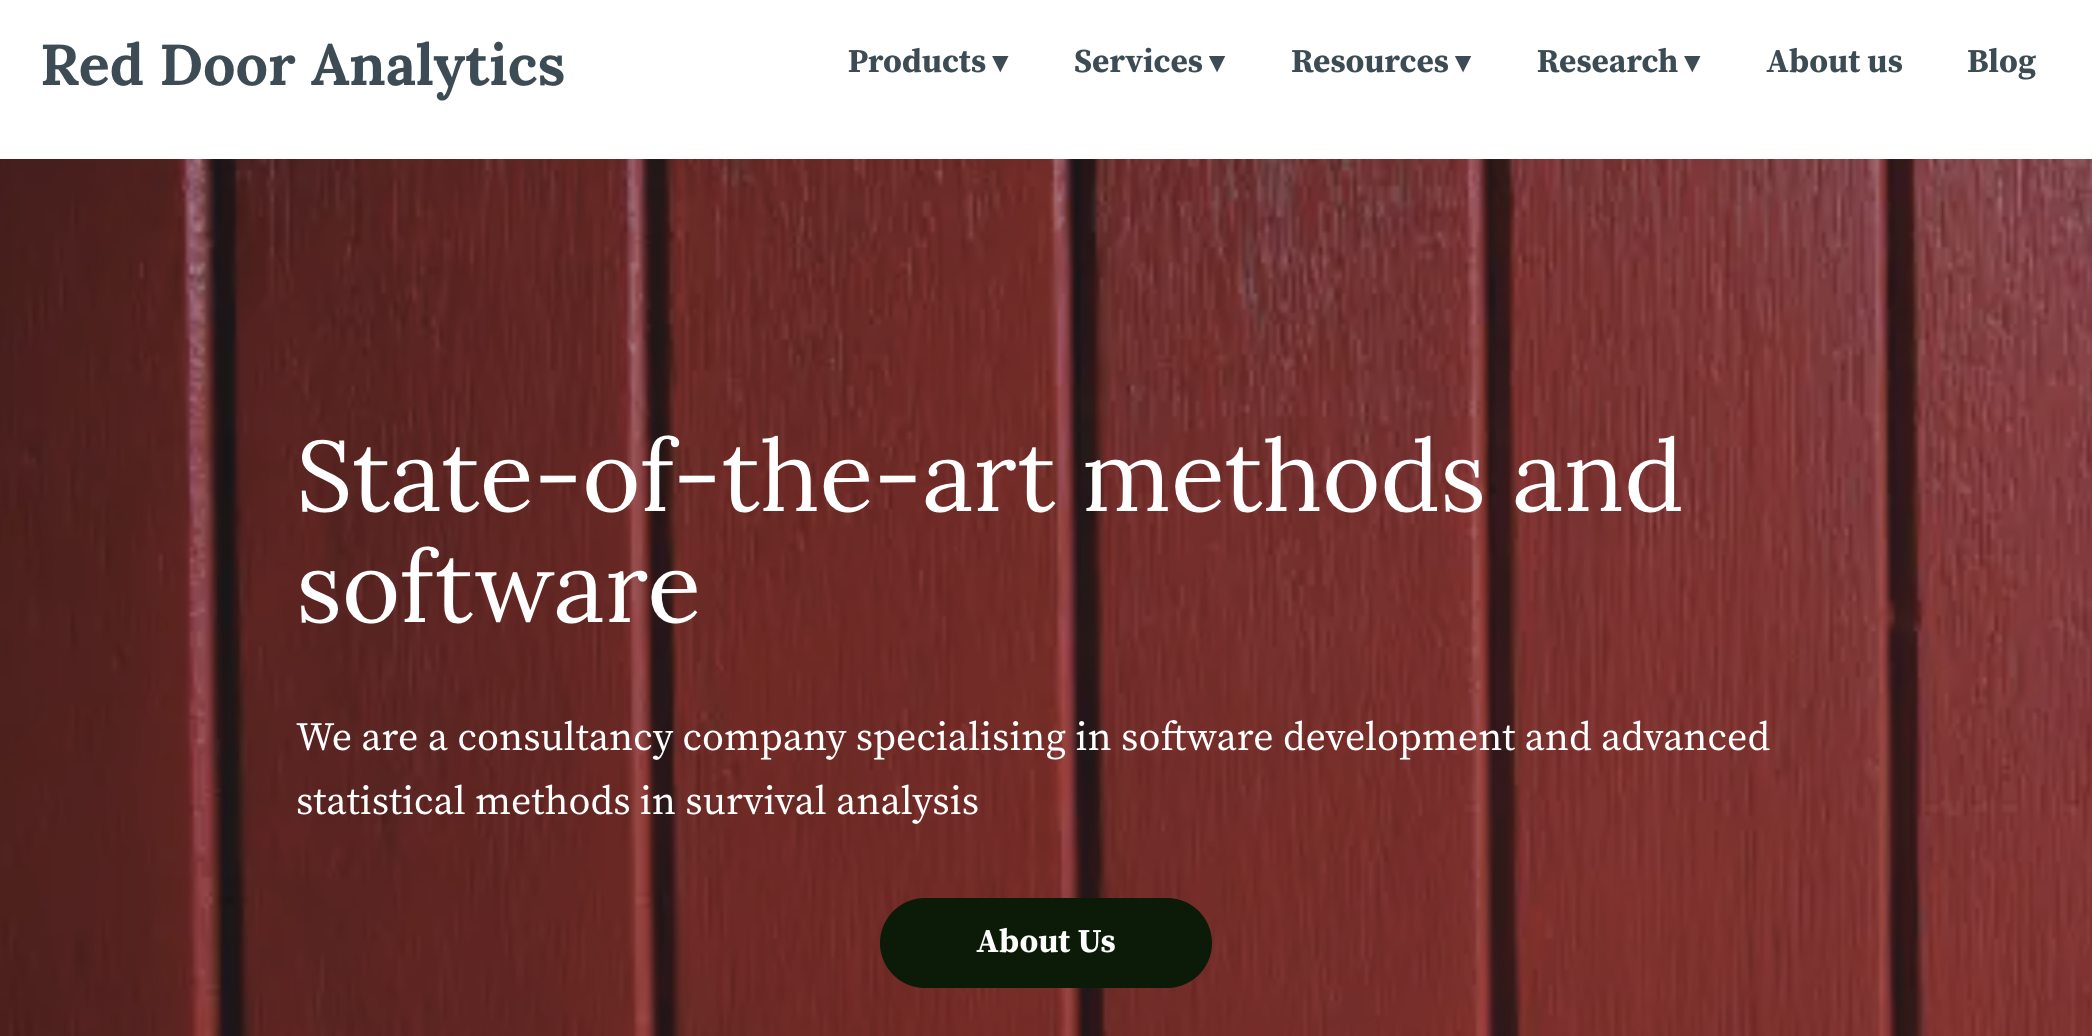 Red Door Analytics
Products ▾ Services ▾ Resources ▾ Research ▾ About us Blog
State-of-the-art methods and
software
We are a consultancy company specialising in software development and advanced
statistical methods in survival analysis
About Us